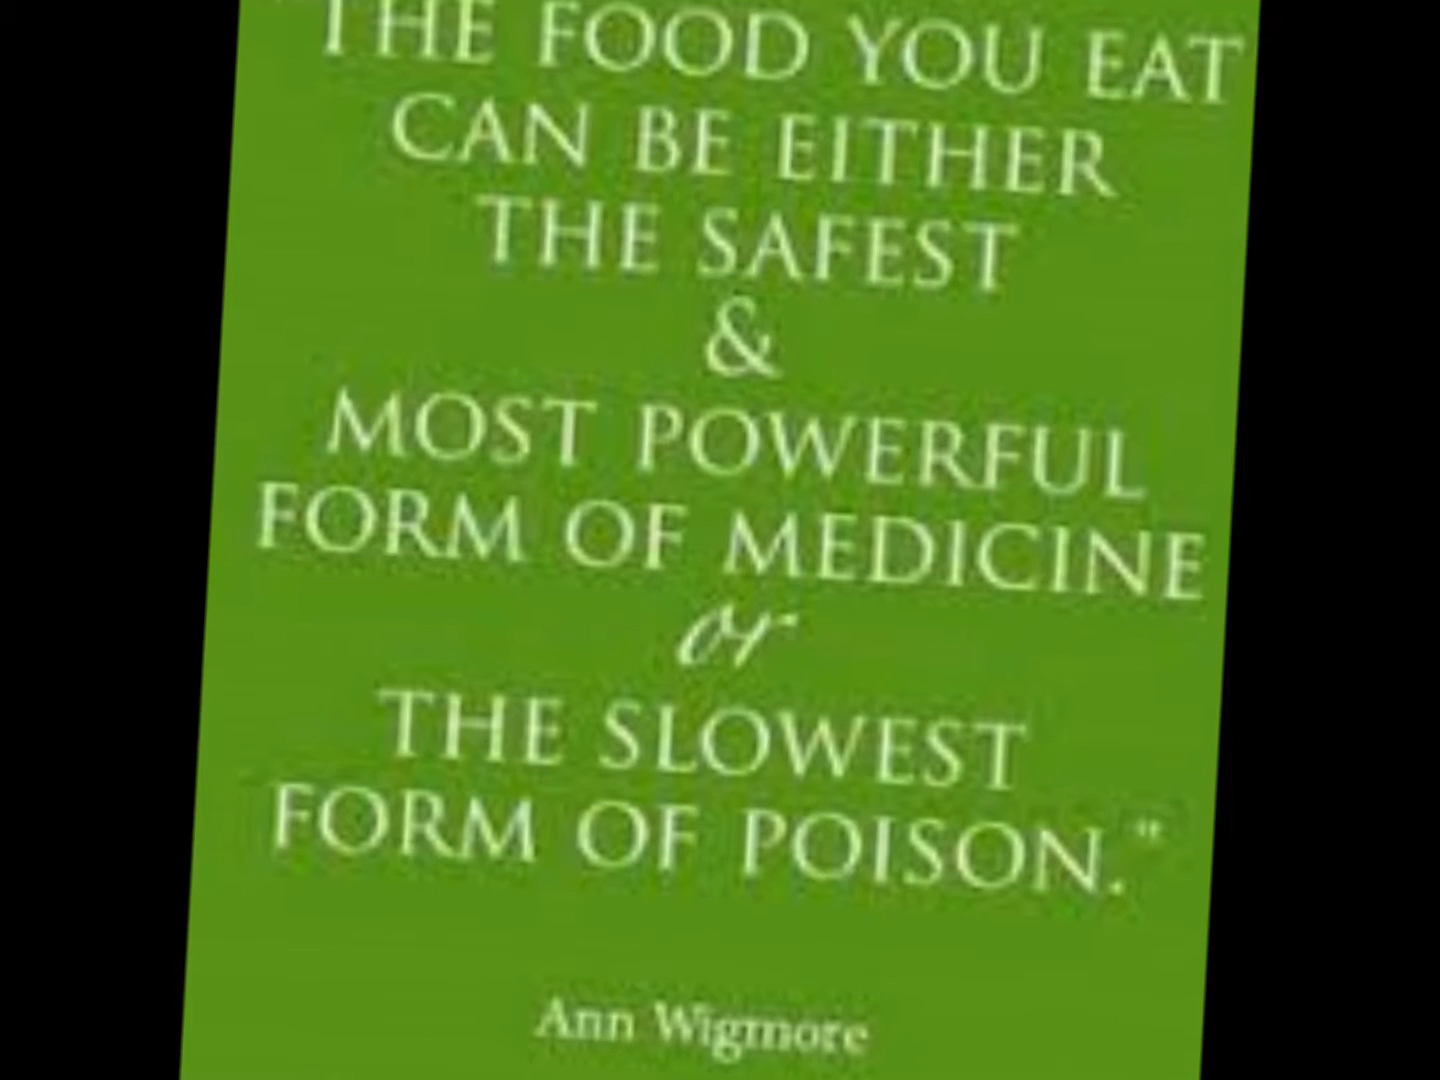 "THE FOOD YOU EAT
CAN BE EITHER
THE SAFEST
&
MOST POWERFUL
FORM OF MEDICINE
or
THE SLOWEST
FORM OF POISON."
Ann Wigmore